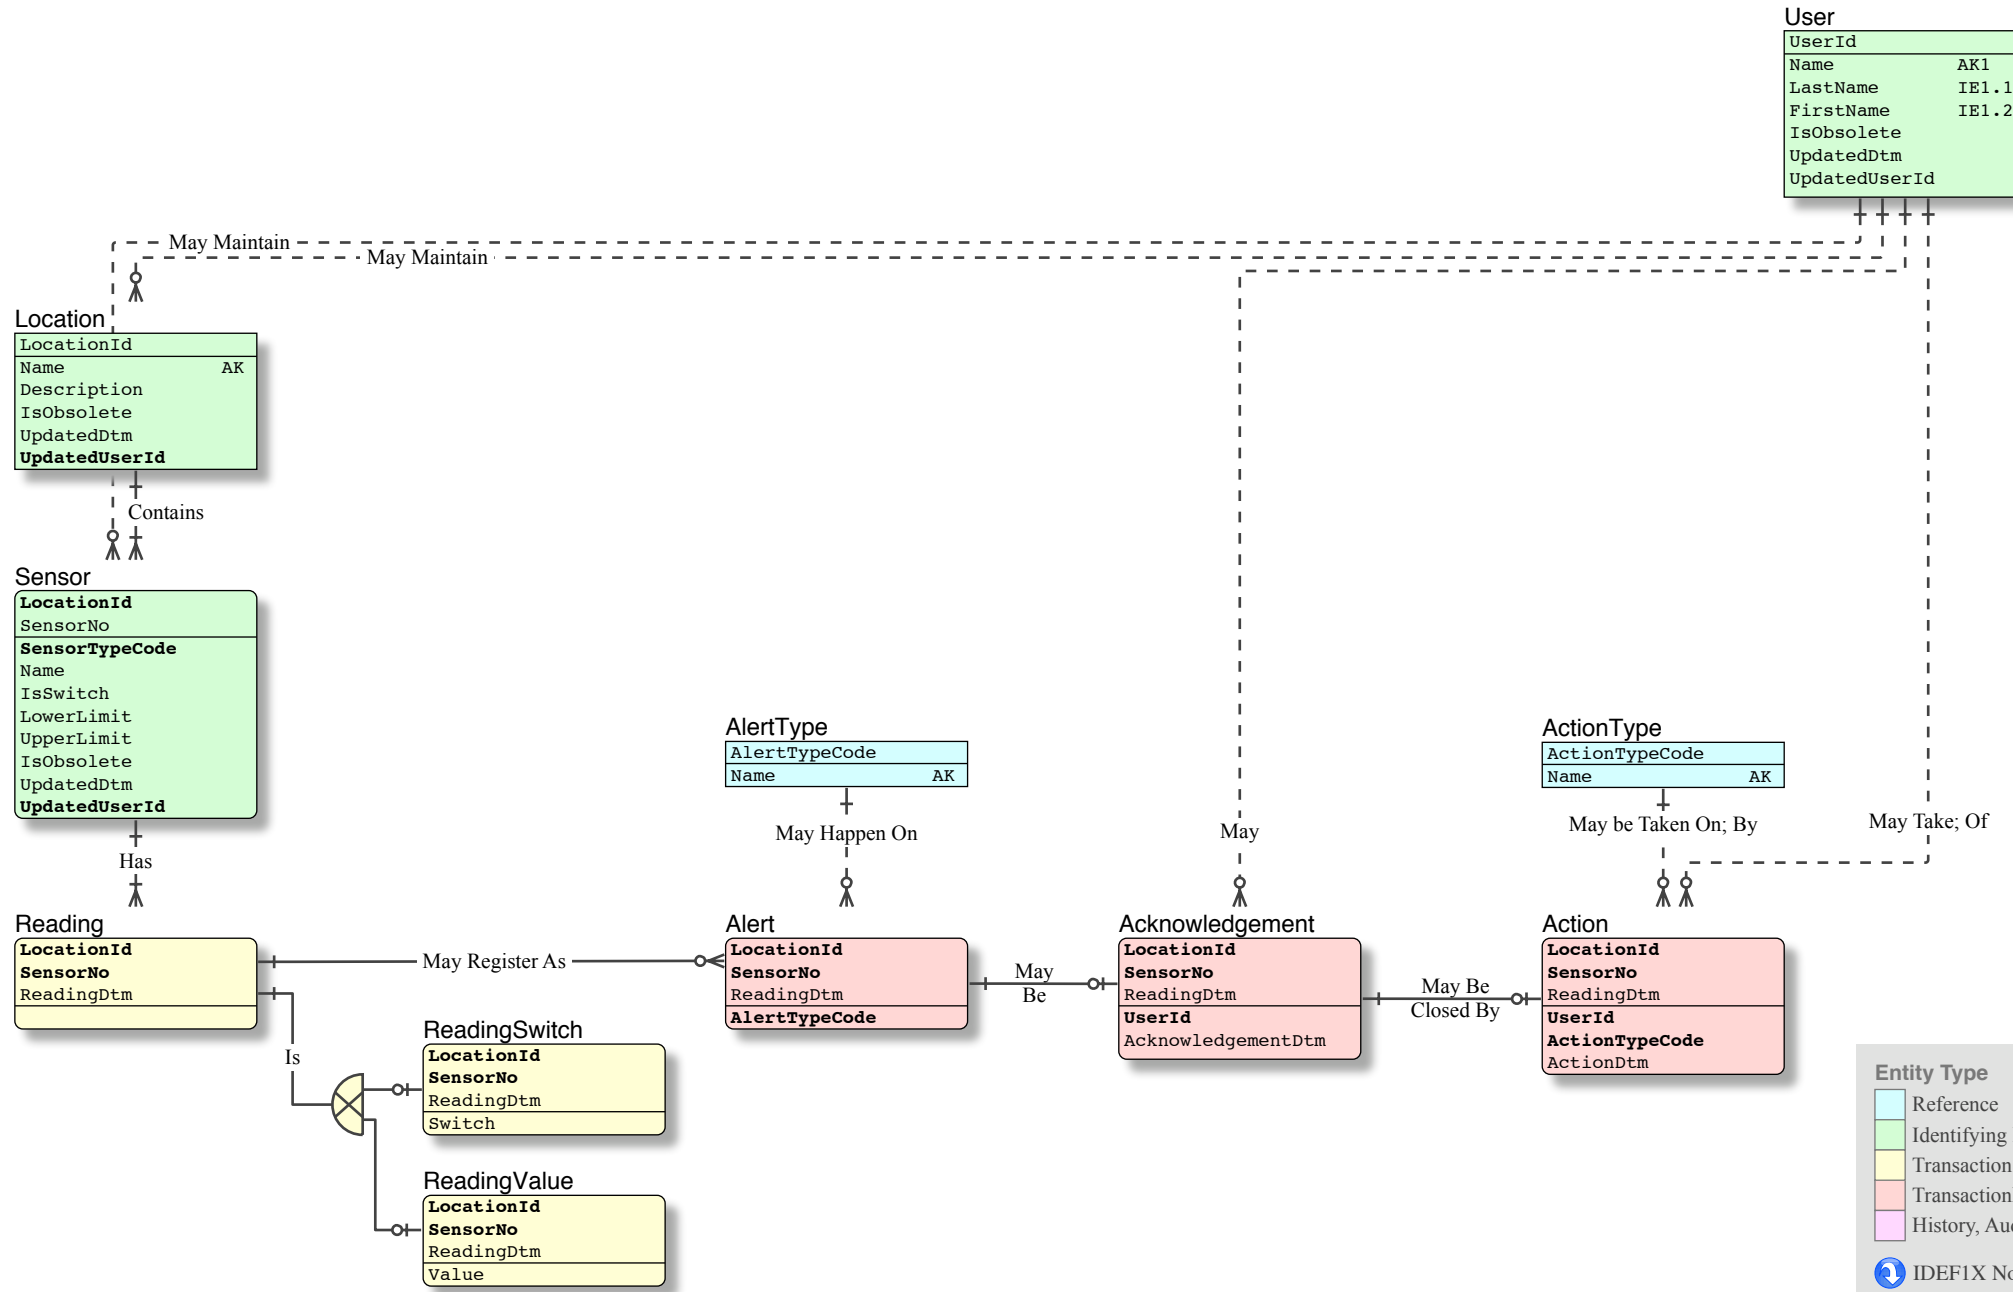 User
UserId
Name AK1
LastName IE1.1
FirstName IE1.2
IsObsolete
UpdatedDtm
UpdatedUserId
May Maintain
May Maintain
Location
LocationId
Name AK
Description
IsObsolete
UpdatedDtm
UpdatedUserId
Contains
Sensor
LocationId
SensorNo
SensorTypeCode
Name
IsSwitch
LowerLimit
UpperLimit
IsObsolete
UpdatedDtm
UpdatedUserId
Has
AlertType
AlertTypeCode
Name AK
May Happen On
May
ActionType
ActionTypeCode
Name AK
May be Taken On; By
May Take; Of
Reading
LocationId
SensorNo
ReadingDtm
May Register As
Alert
LocationId
SensorNo
ReadingDtm
AlertTypeCode
May
Be
Acknowledgement
LocationId
SensorNo
ReadingDtm
UserId
AcknowledgementDtm
May Be
Closed By
Action
LocationId
SensorNo
ReadingDtm
UserId
ActionTypeCode
ActionDtm
Is
ReadingSwitch
LocationId
SensorNo
ReadingDtm
Switch
ReadingValue
LocationId
SensorNo
ReadingDtm
Value
Entity Type
Reference
Identifying
Transaction
Transaction
History,
IDEF1X